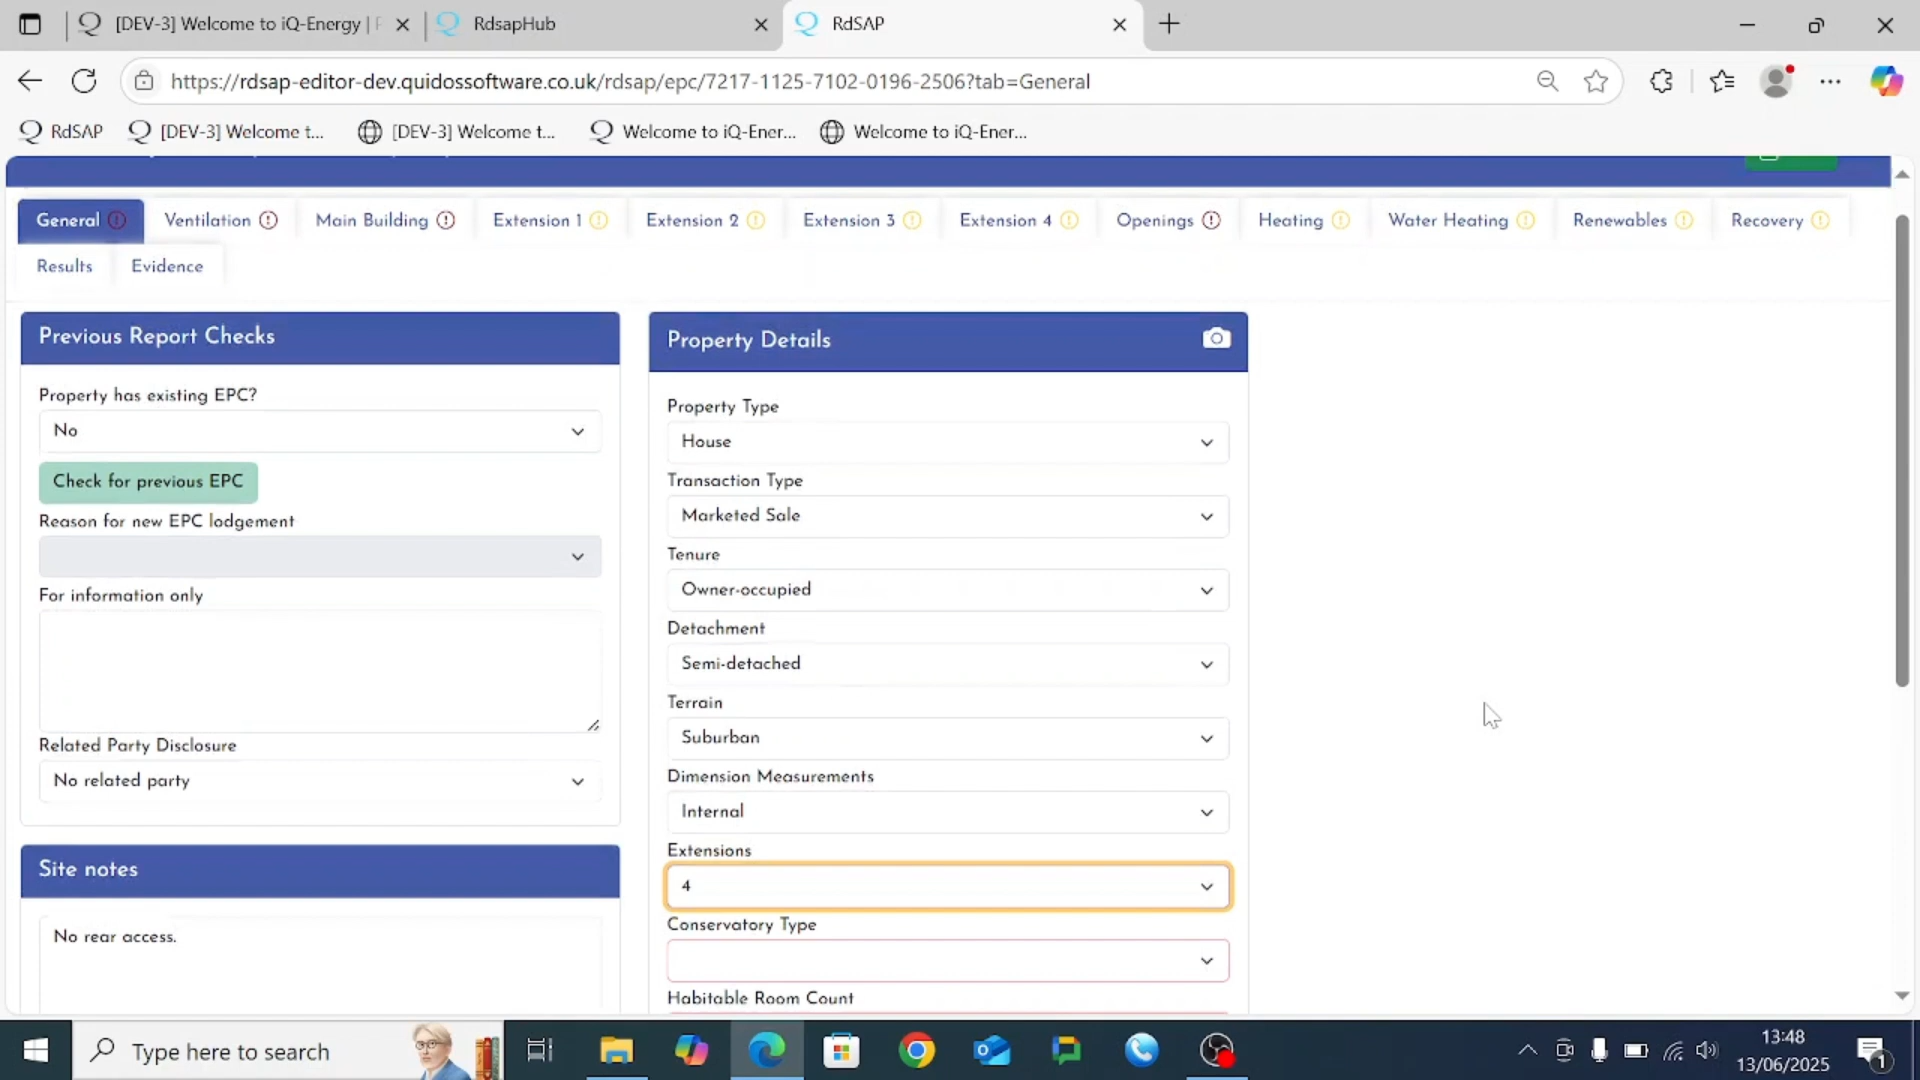 [DEV-3] Welcome to iQ-Energy |
RdsapHub
RdSAP
https://rdsap-editor-dev.quidossoftware.co.uk/rdsap/epc/7217-1125-7102-0196-2506?tab=General
RdSAP
[DEV-3] Welcome t...
[DEV-3] Welcome t...
Welcome to iQ-Ener...
Welcome to iQ-Ener...
General
Ventilation
Main Building
Extension 1
Extension 2
Extension 3
Extension 4
Openings
Heating
Water Heating
Renewables
Recovery
Results
Evidence
Previous Report Checks
Property has existing EPC?
No
Check for previous EPC
Reason for new EPC lodgement
For information only
Related Party Disclosure
No related party
Site notes
No rear access.
Property Details
Property Type
House
Transaction Type
Marketed Sale
Tenure
Owner-occupied
Detachment
Semi-detached
Terrain
Suburban
Dimension Measurements
Internal
Extensions
4
Conservatory Type
Habitable Room Count
Type here to search
13:48
13/06/2025
1